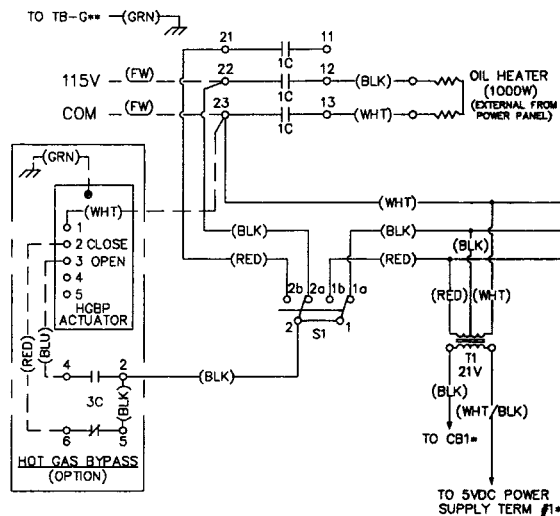 TO TB-G** (GRN)
21 11
1C
115V (FW) 22 12 (BLK) OIL HEATER
1C (1000W)
COM (FW) 23 13 (WHT) (EXTERNAL FROM
1C POWER PANEL)
(GRN)
(WHT) (WHT)
1
2 CLOSE (BLK) (BLK)
3 OPEN (BLK)
4 (RED) (RED)
5 (RED) (WHT)
HGBP
ACTUATOR
2b 2a 1b 1a
2 1
S1
(RED) (BLU)
T1
21V
4 2 (BLK)
3C (BLK) (BLK)
(WHT/BLK)
6 5
TO CB1*
HOT GAS BYPASS
(OPTION)
TO 5VDC POWER
SUPPLY TERM #1*